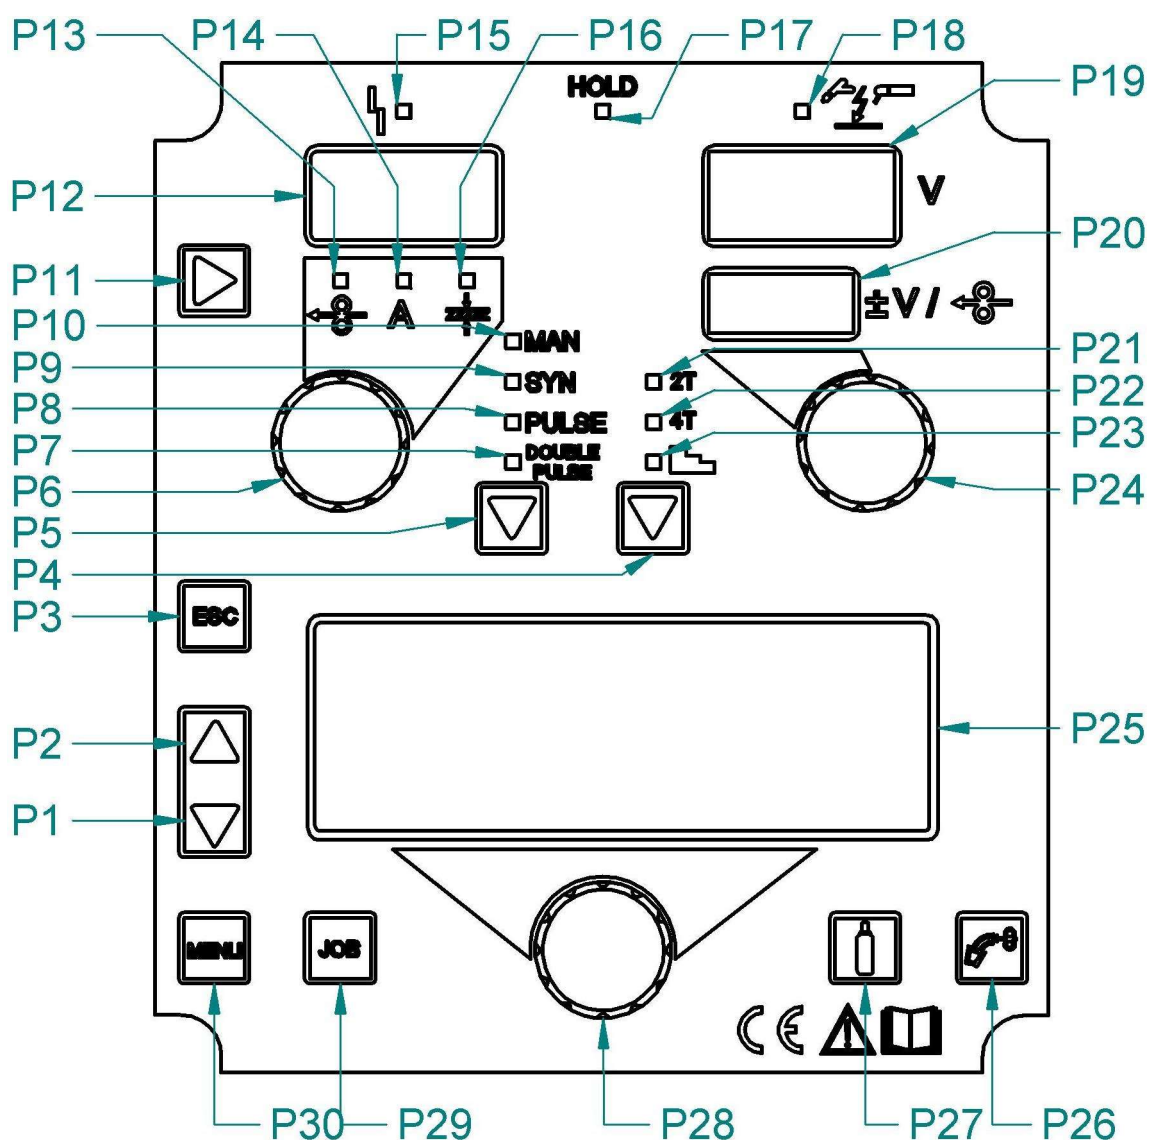 P13 P14 P15 P16 P17 P18
HOLD
P19
P12 V
P20
P11 ±V/
A
P10 MAN
P9 SYN 2T P21
P8 PULSE 4T P22
P7 DOUBLE PULSE P23
P6 P24
P5
P4
P3 ESC
P2 P25
P1
MENU JOB
CE
P30 P29 P28 P27 P26